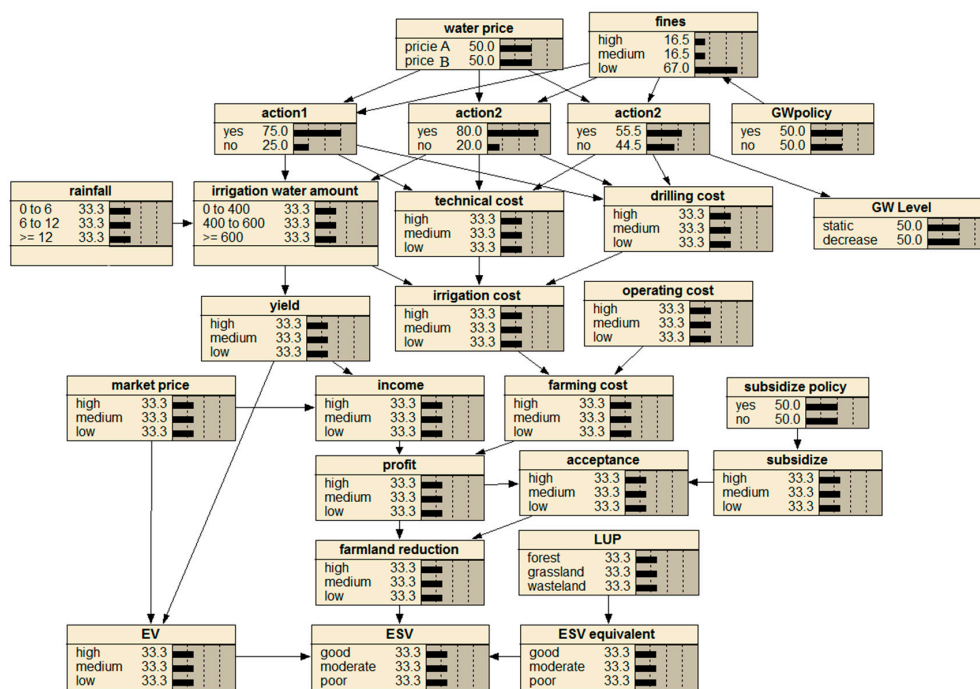 water price
pricie A 50.0
price B 50.0
fines
high 16.5
medium 16.5
low 67.0
action1
yes 75.0
no 25.0
action2
yes 80.0
no 20.0
action2
yes 55.5
no 44.5
GWpolicy
yes 50.0
no 50.0
rainfall
0 to 6 33.3
6 to 12 33.3
>= 12 33.3
irrigation water amount
0 to 400 33.3
400 to 600 33.3
>= 600 33.3
technical cost
high 33.3
medium 33.3
low 33.3
drilling cost
high 33.3
medium 33.3
low 33.3
GW Level
static 50.0
decrease 50.0
yield
high 33.3
medium 33.3
low 33.3
irrigation cost
high 33.3
medium 33.3
low 33.3
operating cost
high 33.3
medium 33.3
low 33.3
market price
high 33.3
medium 33.3
low 33.3
income
high 33.3
medium 33.3
low 33.3
farming cost
high 33.3
medium 33.3
low 33.3
subsidize policy
yes 50.0
no 50.0
profit
high 33.3
medium 33.3
low 33.3
acceptance
high 33.3
medium 33.3
low 33.3
subsidize
high 33.3
medium 33.3
low 33.3
farmland reduction
high 33.3
medium 33.3
low 33.3
LUP
forest 33.3
grassland 33.3
wasteland 33.3
EV
high 33.3
medium 33.3
low 33.3
ESV
good 33.3
moderate 33.3
poor 33.3
ESV equivalent
good 33.3
moderate 33.3
poor 33.3